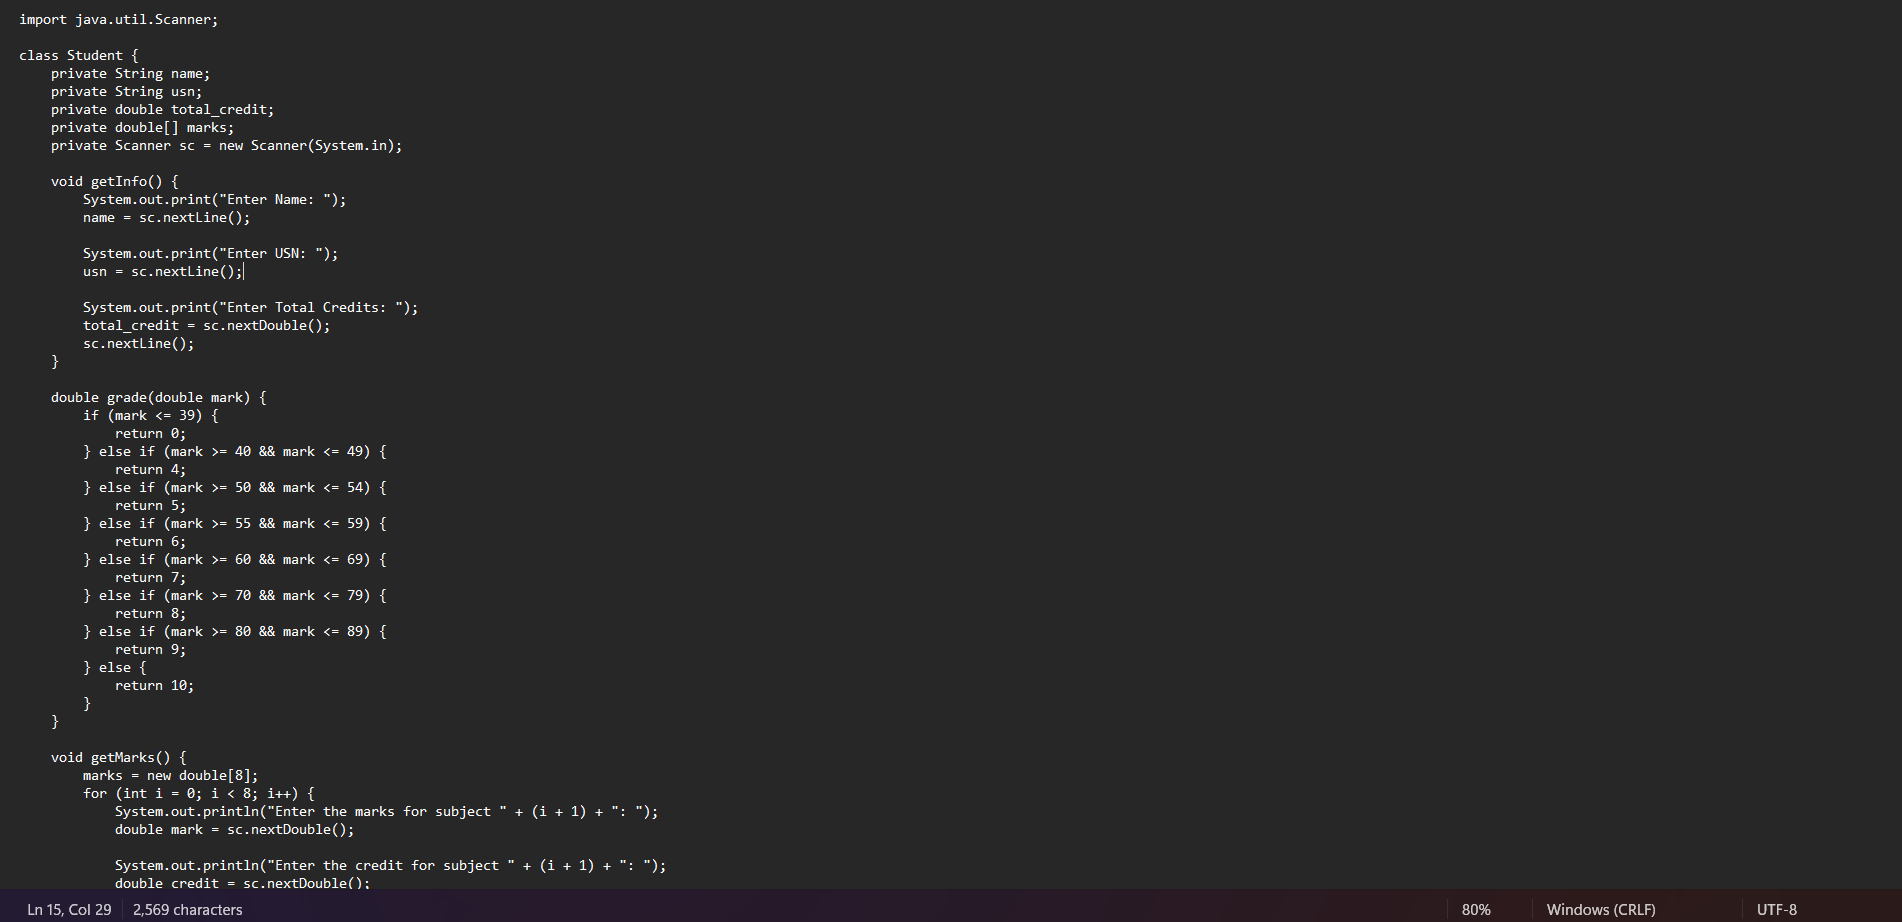 import java.util.Scanner;
class Student {
    private String name;
    private String usn;
    private double total_credit;
    private double[] marks;
    private Scanner sc = new Scanner(System.in);
    void getInfo() {
        System.out.print("Enter Name: ");
        name = sc.nextLine();
        System.out.print("Enter USN: ");
        usn = sc.nextLine();
        System.out.print("Enter Total Credits: ");
        total_credit = sc.nextDouble();
        sc.nextLine();
    }
    double grade(double mark) {
        if (mark <= 39) {
            return 0;
        } else if (mark >= 40 && mark <= 49) {
            return 4;
        } else if (mark >= 50 && mark <= 54) {
            return 5;
        } else if (mark >= 55 && mark <= 59) {
            return 6;
        } else if (mark >= 60 && mark <= 69) {
            return 7;
        } else if (mark >= 70 && mark <= 79) {
            return 8;
        } else if (mark >= 80 && mark <= 89) {
            return 9;
        } else {
            return 10;
        }
    }
    void getMarks() {
        marks = new double[8];
        for (int i = 0; i < 8; i++) {
            System.out.println("Enter the marks for subject " + (i + 1) + ": ");
            double mark = sc.nextDouble();
            System.out.println("Enter the credit for subject " + (i + 1) + ": ");
            double credit = sc.nextDouble();
Ln 15, Col 29 2,569 characters 80% Windows (CRLF) UTF-8